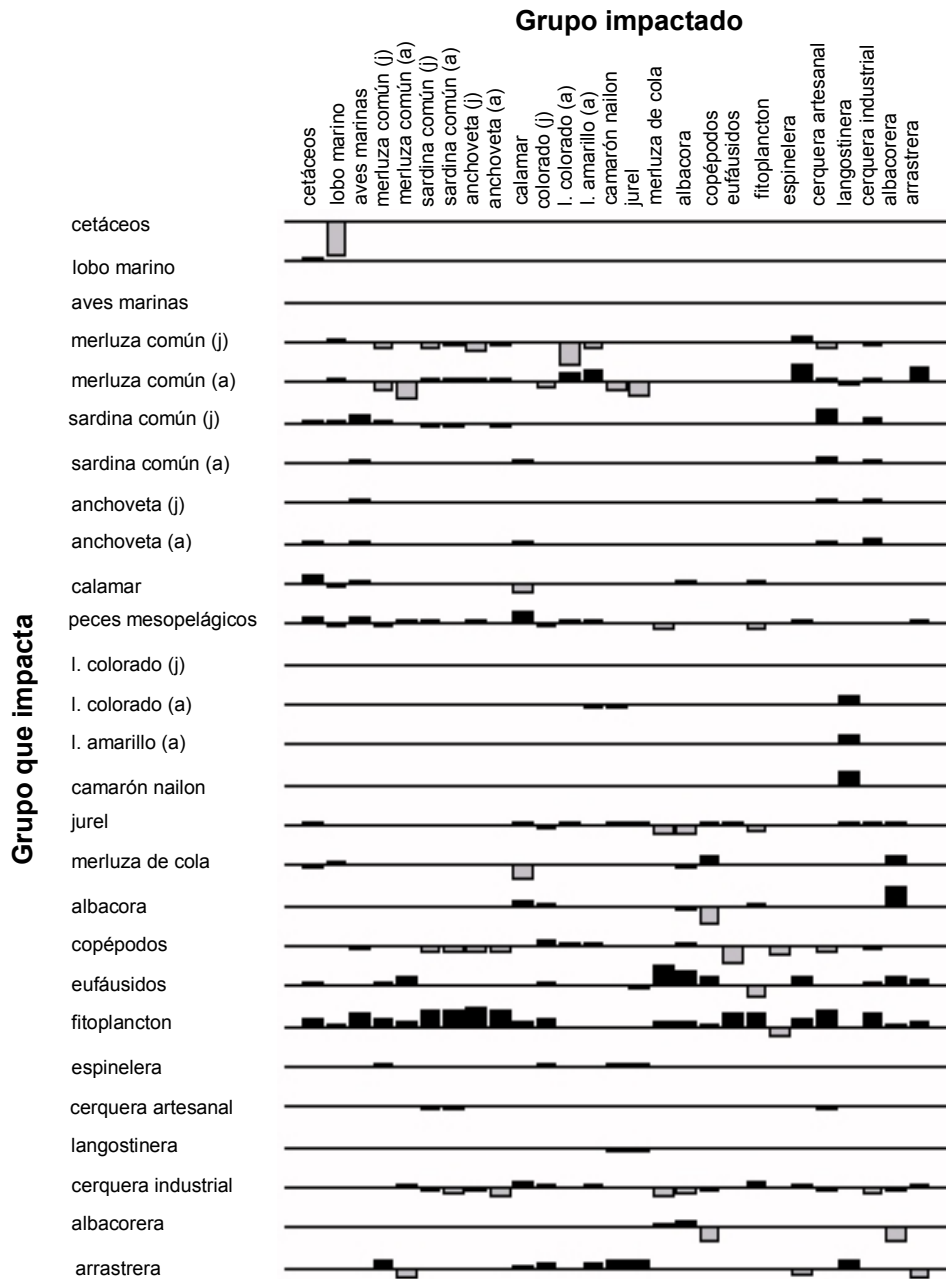 Grupo impactado
cetáceos
lobo marino
aves marinas
merluza común (j)
merluza común (a)
sardina común (j)
sardina común (a)
anchoveta (j)
anchoveta (a)
calamar
colorado (j)
l. colorado (a)
l. amarillo (a)
camarón nailon
jurel
merluza de cola
albacora
copépodos
eufáusidos
fitoplancton
espinelera
cerquera artesanal
langostinera
cerquera industrial
albacorera
arrastrera
Grupo que impacta
cetáceos
lobo marino
aves marinas
merluza común (j)
merluza común (a)
sardina común (j)
sardina común (a)
anchoveta (j)
anchoveta (a)
calamar
peces mesopelágicos
l. colorado (j)
l. colorado (a)
l. amarillo (a)
camarón nailon
jurel
merluza de cola
albacora
copépodos
eufáusidos
fitoplancton
espinelera
cerquera artesanal
langostinera
cerquera industrial
albacorera
arrastrera